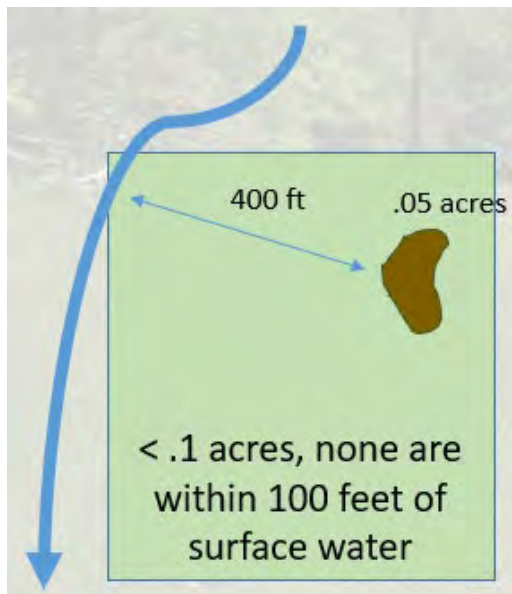 400 ft
.05 acres
< .1 acres, none are
within 100 feet of
surface water